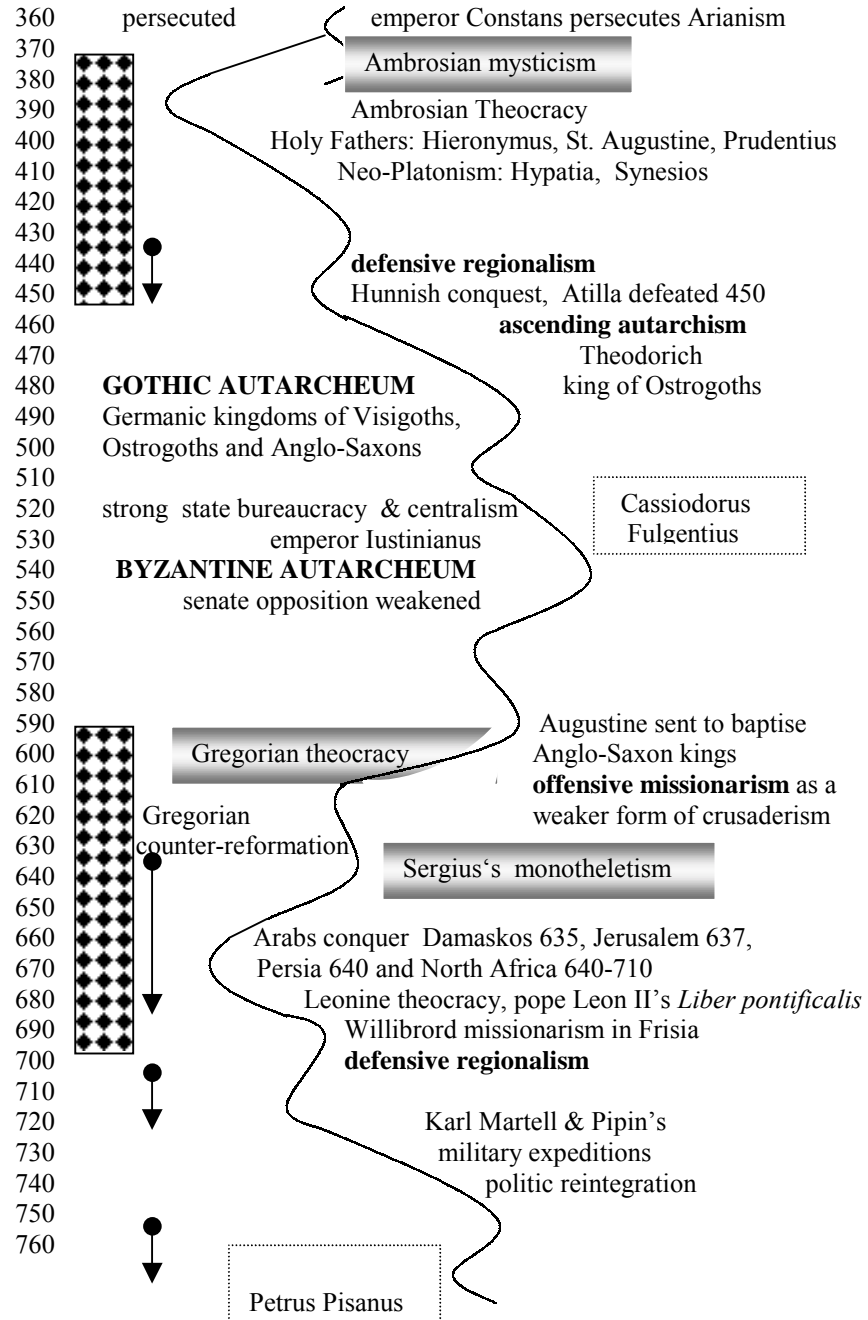 360 persecuted emperor Constans persecutes Arianism
370
Ambrosian mysticism
380
390 Ambrosian Theocracy
400 Holy Fathers: Hieronymus, St. Augustine, Prudentius
410 Neo-Platonism: Hypatia, Synesios
420
430
440 defensive regionalism
450 Hunnish conquest, Atilla defeated 450
460 ascending autarchism
470 Theodorich
480 GOTHIC AUTARCHEUM king of Ostrogoths
490 Germanic kingdoms of Visigoths,
500 Ostrogoths and Anglo-Saxons
510
Cassiodorus
520 strong state bureaucracy & centralism
Fulgentius
530 emperor Iustinianus
540 BYZANTINE AUTARCHEUM
550 senate opposition weakened
560
570
580
590 Augustine sent to baptise
600 Gregorian theocracy Anglo-Saxon kings
610 offensive missionarism as a
620 Gregorian weaker form of crusaderism
630 counter-reformation
640 Sergius‘s monotheletism
650
660 Arabs conquer Damaskos 635, Jerusalem 637,
670 Persia 640 and North Africa 640-710
680 Leonine theocracy, pope Leon II’s Liber pontificalis
690 Willibrord missionarism in Frisia
700 defensive regionalism
710
720 Karl Martell & Pipin’s
730 military expeditions
740 politic reintegration
750
760
Petrus Pisanus